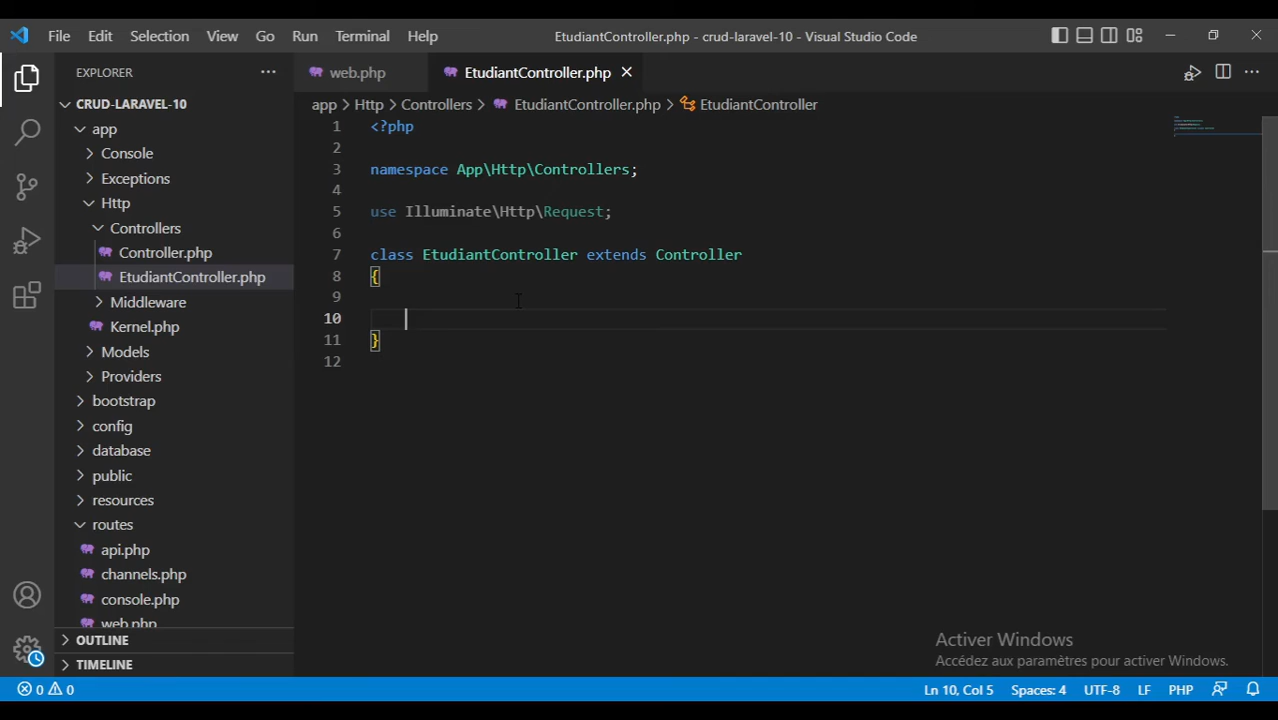 File Edit Selection View Go Run Terminal Help EtudiantController.php - crud-laravel-10 - Visual Studio Code
EXPLORER
CRUD-LARAVEL-10
app
Console
Exceptions
Http
Controllers
Controller.php
EtudiantController.php
Middleware
Kernel.php
Models
Providers
bootstrap
config
database
public
resources
routes
api.php
channels.php
console.php
web.php
OUTLINE
TIMELINE
web.php EtudiantController.php
app > Http > Controllers > EtudiantController.php > EtudiantController
1 <?php
2
3 namespace App\Http\Controllers;
4
5 use Illuminate\Http\Request;
6
7 class EtudiantController extends Controller
8 {
9
10
11 }
12
Activer Windows
Accédez aux paramètres pour activer Windows.
0 0 Ln 10, Col 5 Spaces: 4 UTF-8 LF PHP